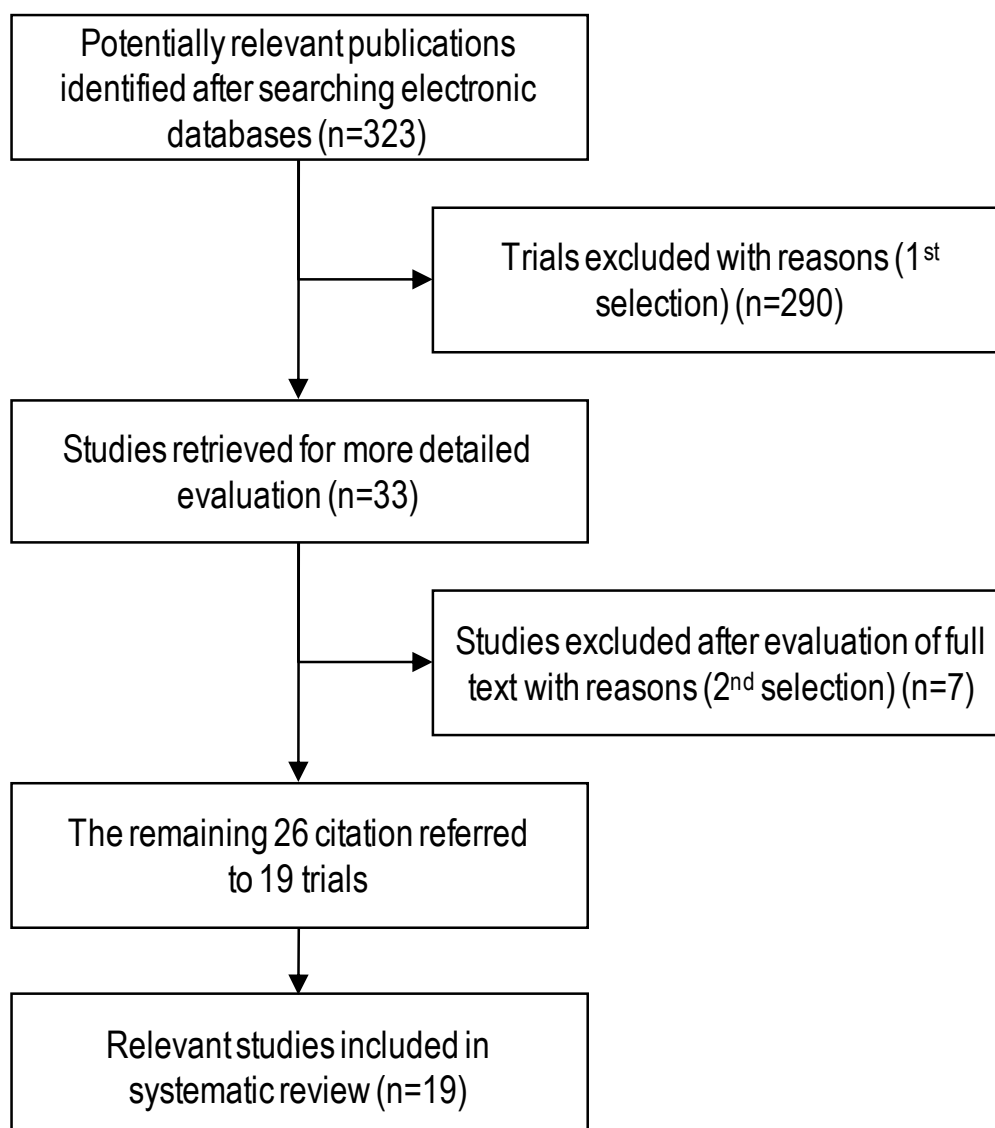 Potentially relevant publications
identified after searching electronic
databases (n=323)
Trials excluded with reasons (1st
selection) (n=290)
Studies retrieved for more detailed
evaluation (n=33)
Studies excluded after evaluation of full
text with reasons (2nd selection) (n=7)
The remaining 26 citation referred
to 19 trials
Relevant studies included in
systematic review (n=19)